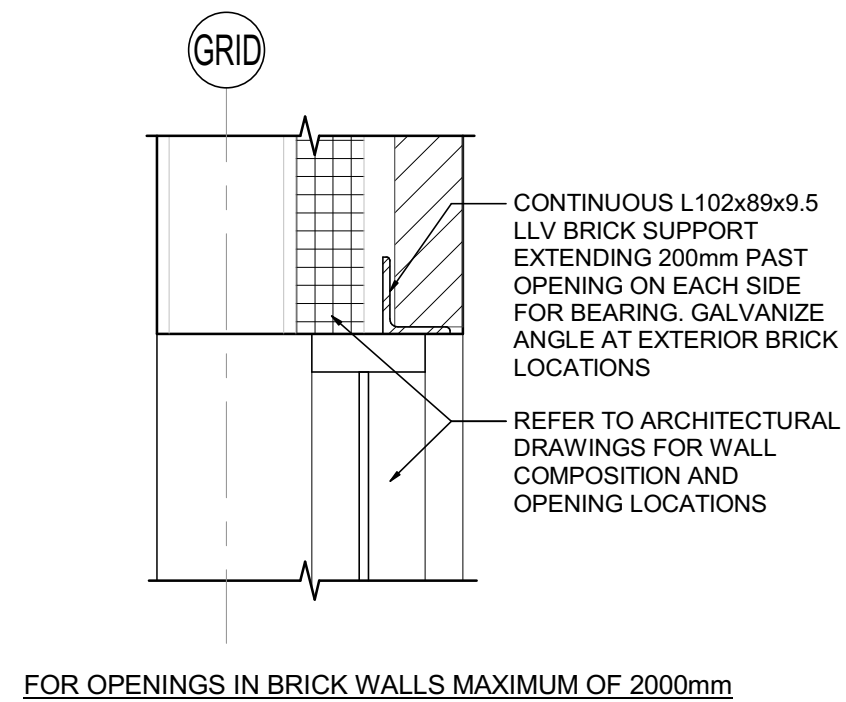 GRID
CONTINUOUS L102x89x9.5
LLV BRICK SUPPORT
EXTENDING 200mm PAST
OPENING ON EACH SIDE
FOR BEARING. GALVANIZE
ANGLE AT EXTERIOR BRICK
LOCATIONS
REFER TO ARCHITECTURAL
DRAWINGS FOR WALL
COMPOSITION AND
OPENING LOCATIONS
FOR OPENINGS IN BRICK WALLS MAXIMUM OF 2000mm